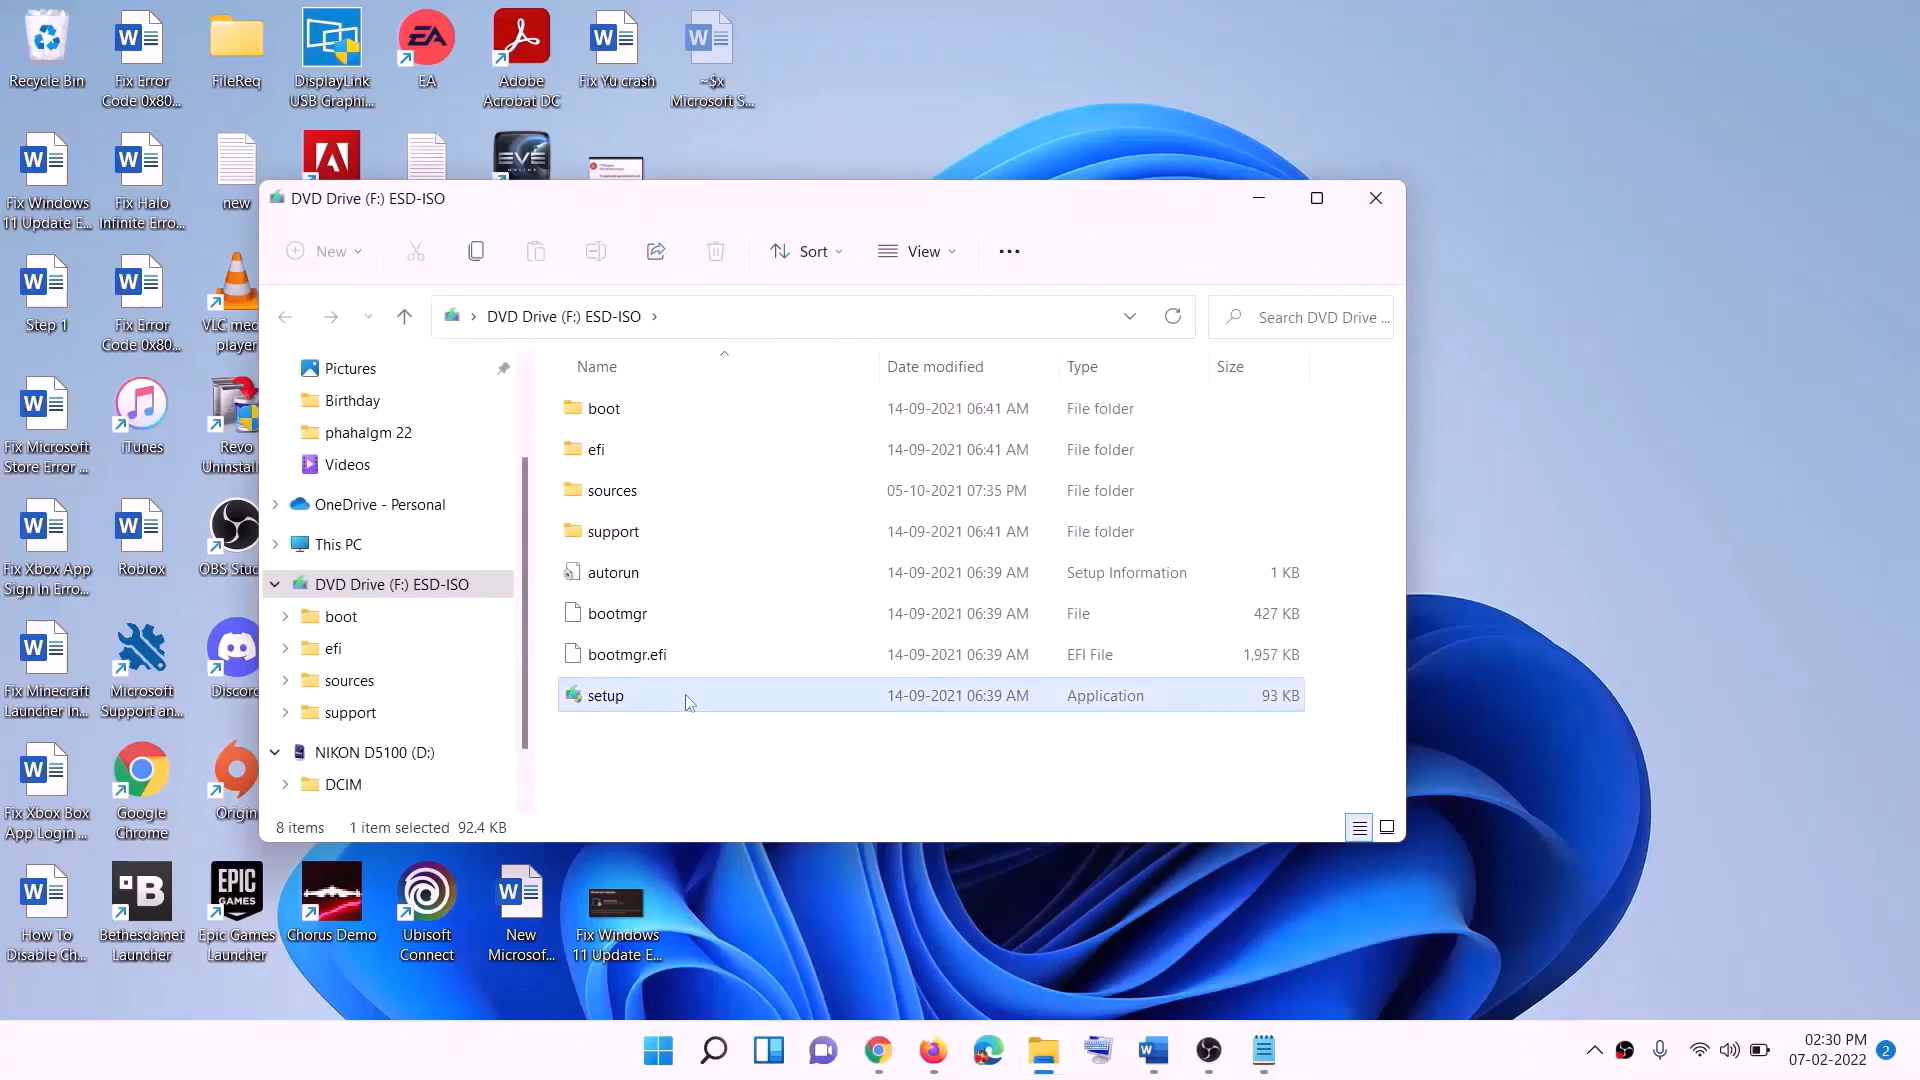 Recycle Bin
Fix Error
Code 0x80...
FileReq
DisplayLink
USB Graphi...
EA
Adobe
Acrobat DC
Fix Yu crash
~$x
Microsoft S...
Fix Windows
11 Update E...
Fix Halo
Infinite Erro...
new
EVE
ONLINE
Step 1
Fix Error
Code 0x80...
VLC med
player
Fix Microsoft
Store Error ...
iTunes
Revo
Uninstall
Fix Xbox App
Sign In Erro...
Roblox
OBS Stud
Fix Minecraft
Launcher In...
Microsoft
Support an...
Discord
Fix Xbox Box
App Login ...
Google
Chrome
Origin
How To
Disable Ch...
Bethesda.net
Launcher
EPIC
GAMES
Epic Games
Launcher
Chorus Demo
Ubisoft
Connect
New
Microsof...
Fix Windows
11 Update E...
DVD Drive (F:) ESD-ISO
New
Sort
View
DVD Drive (F:) ESD-ISO
Search DVD Drive ...
Pictures
Birthday
phahalgm 22
Videos
OneDrive - Personal
This PC
DVD Drive (F:) ESD-ISO
boot
efi
sources
support
NIKON D5100 (D:)
DCIM
Name Date modified Type Size
boot 14-09-2021 06:41 AM File folder
efi 14-09-2021 06:41 AM File folder
sources 05-10-2021 07:35 PM File folder
support 14-09-2021 06:41 AM File folder
autorun 14-09-2021 06:39 AM Setup Information 1 KB
bootmgr 14-09-2021 06:39 AM File 427 KB
bootmgr.efi 14-09-2021 06:39 AM EFI File 1,957 KB
setup 14-09-2021 06:39 AM Application 93 KB
8 items 1 item selected 92.4 KB
02:30 PM
07-02-2022
2